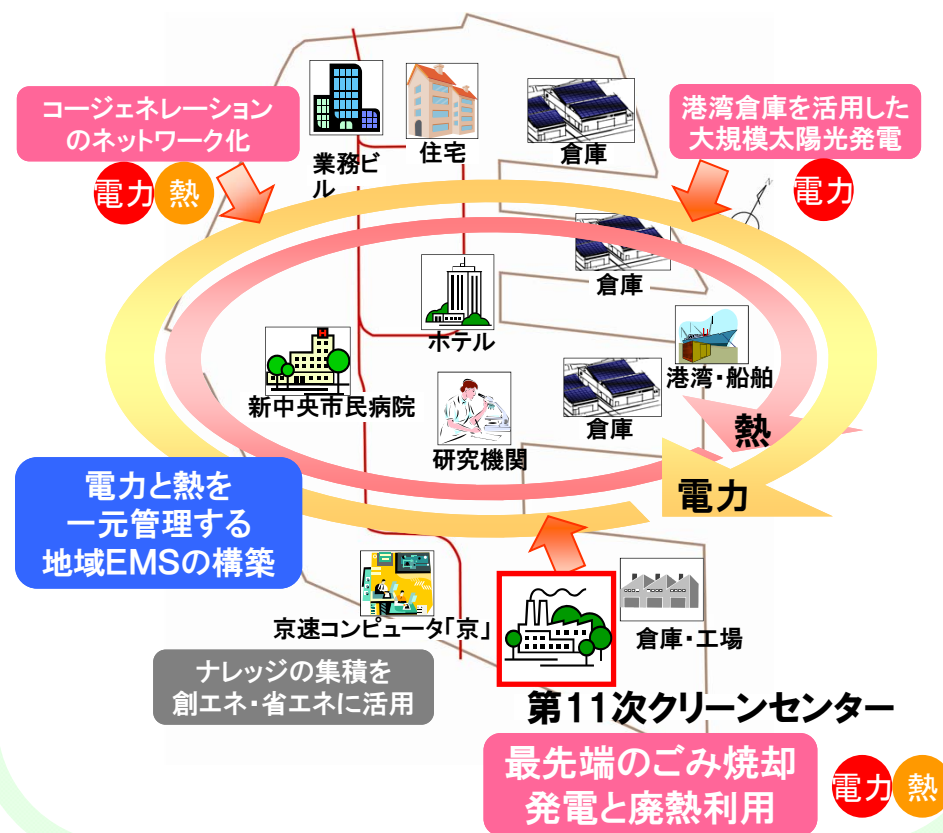 コージェネレーション
のネットワーク化
電力 熱
業務ビ
ル
住宅
倉庫
港湾倉庫を活用した
大規模太陽光発電
電力
N
倉庫
ホテル
H
新中央市民病院
港湾・船舶
倉庫
研究機関
熱
電力
電力と熱を
一元管理する
地域EMSの構築
京速コンピュータ「京」
倉庫・工場
ナレッジの集積を
創エネ・省エネに活用
第11次クリーンセンター
最先端のごみ焼却
発電と廃熱利用
電力 熱